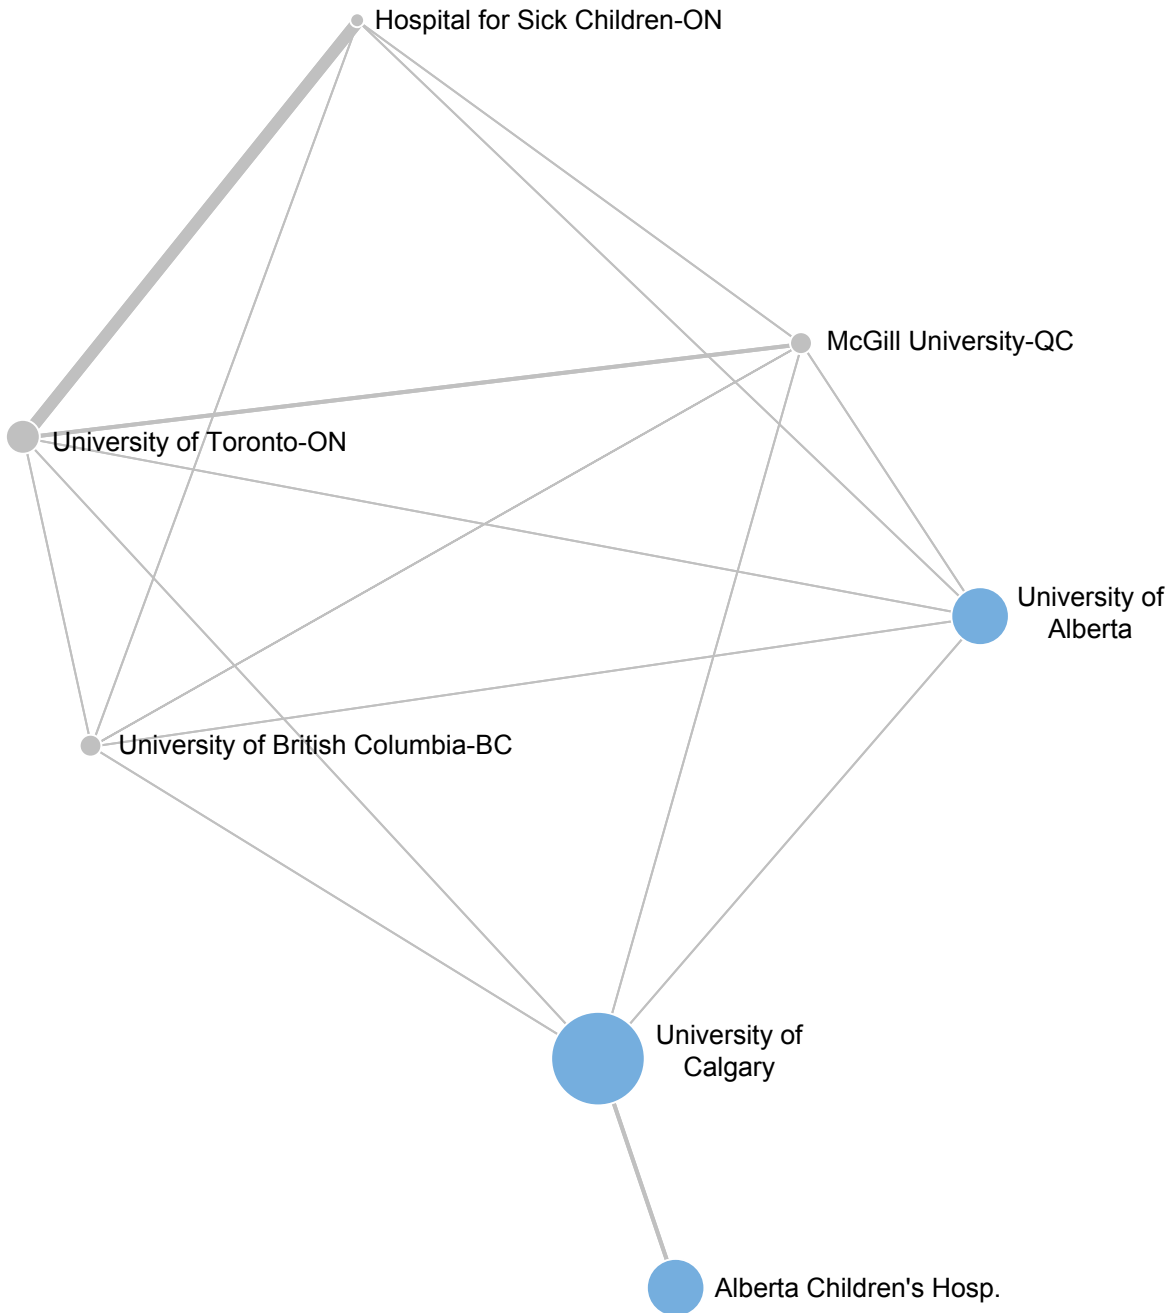 Hospital for Sick Children-ON
McGill University-QC
University of Toronto-ON
University of
Alberta
University of British Columbia-BC
University of
Calgary
Alberta Children's Hosp.